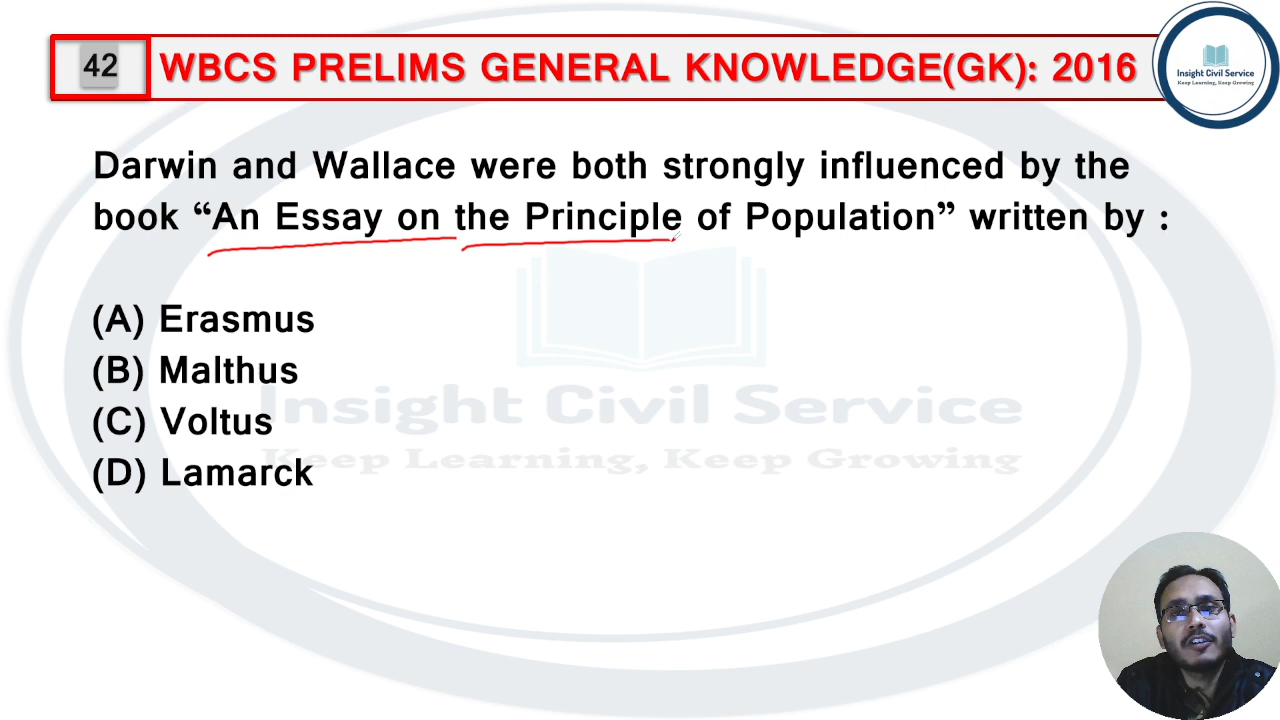 42
WBCS PRELIMS GENERAL KNOWLEDGE(GK): 2016
Insight Civil Service
Keep Learning, Keep Growing
Darwin and Wallace were both strongly influenced by the
book “An Essay on the Principle of Population” written by :
(A) Erasmus
(B) Malthus
(C) Voltus
(D) Lamarck
Insight Civil Service
Keep Learning, Keep Growing